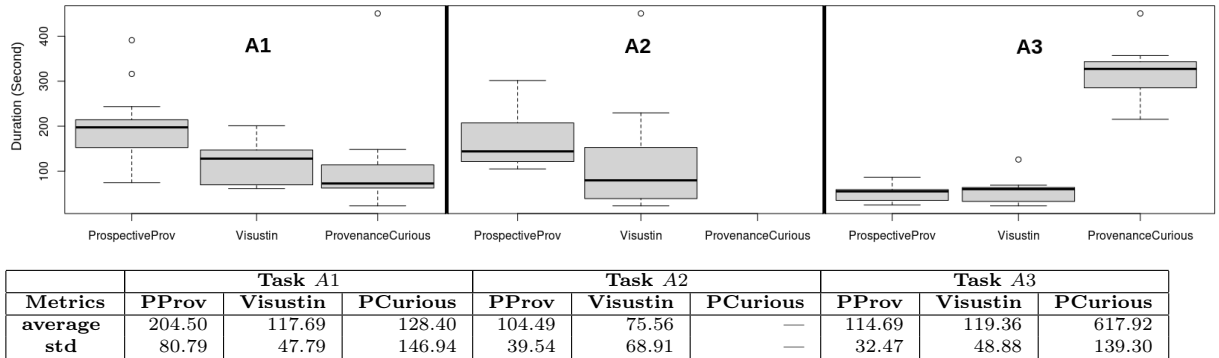 A1
A2
A3
Duration (Second)
400
300
200
100
ProspectiveProv Visustin ProvenanceCurious ProspectiveProv Visustin ProvenanceCurious ProspectiveProv Visustin ProvenanceCurious
Task A1 Task A2 Task A3
Metrics PProv Visustin PCurious PProv Visustin PCurious PProv Visustin PCurious
average 204.50 117.69 128.40 104.49 75.56 — 114.69 119.36 617.92
std 80.79 47.79 146.94 39.54 68.91 — 32.47 48.88 139.30